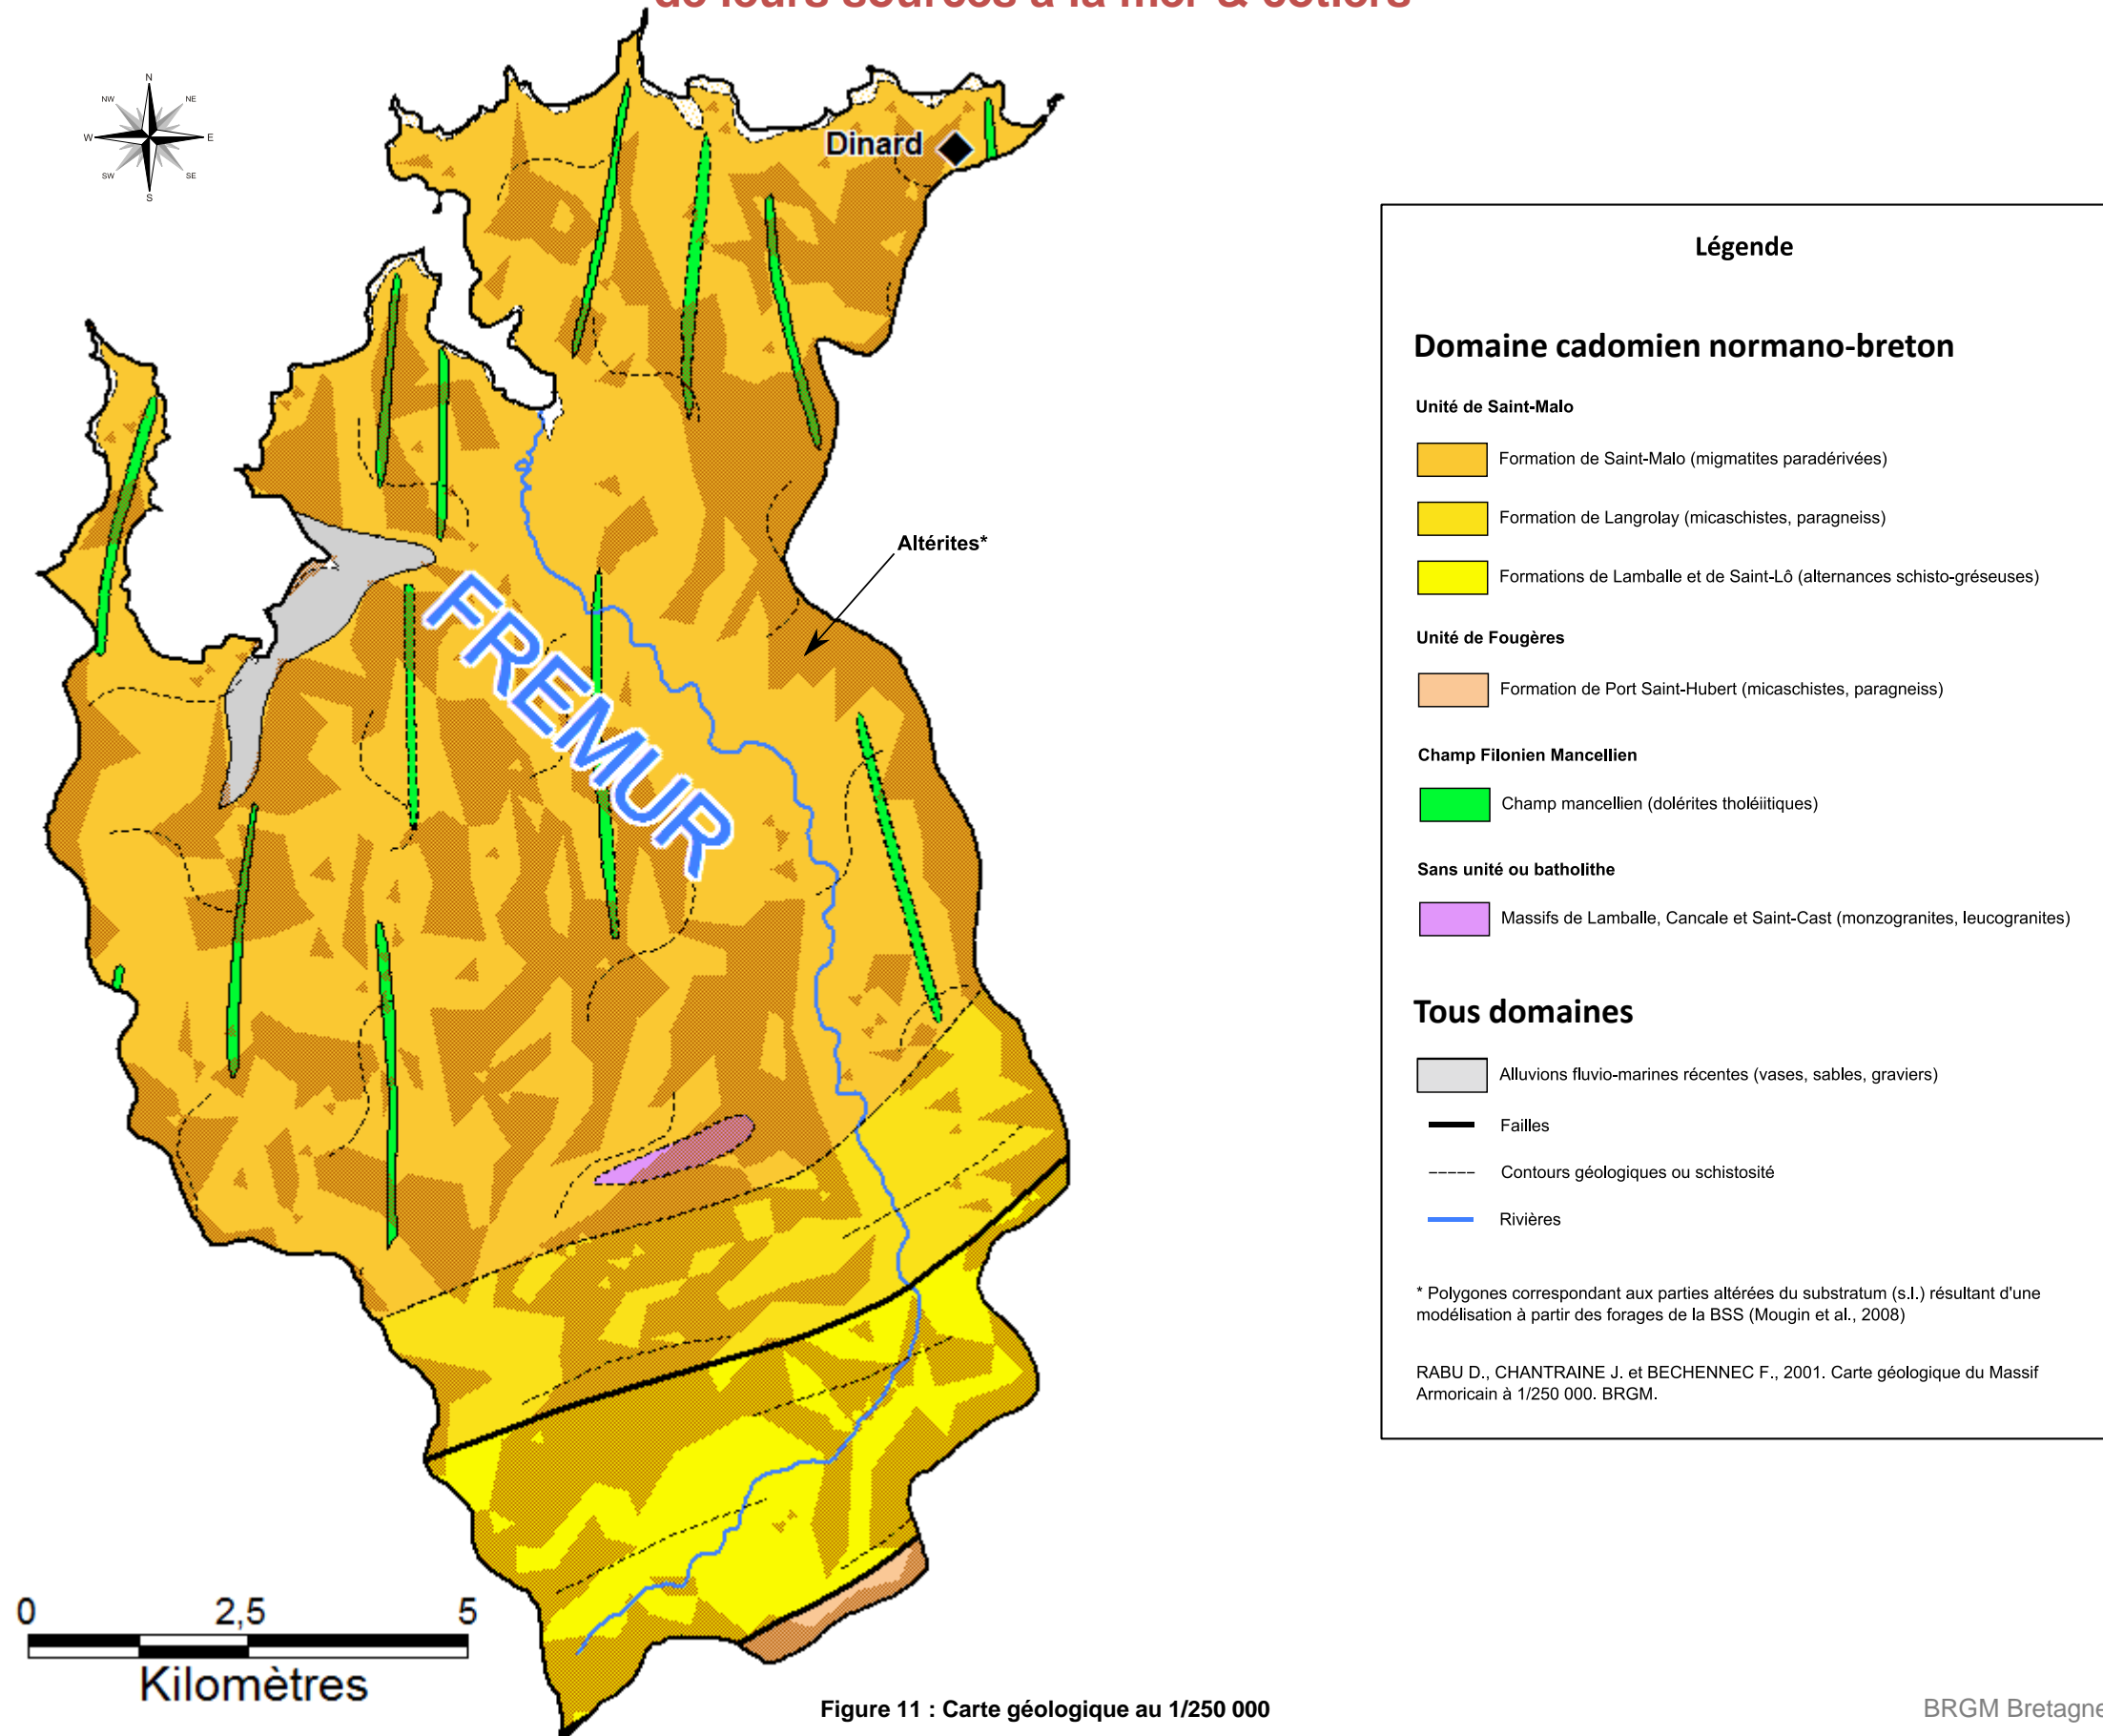 de leurs sources à la mer & côtiers
N
NW
NE
W
E
SW
SE
S
Dinard
Altérites*
FREMUR
0 2,5 5
Kilomètres
Légende
Domaine cadomien normano-breton
Unité de Saint-Malo
Formation de Saint-Malo (migmatites paradérivées)
Formation de Langrolay (micaschistes, paragneiss)
Formations de Lamballe et de Saint-Lô (alternances schisto-gréseuses)
Unité de Fougères
Formation de Port Saint-Hubert (micaschistes, paragneiss)
Champ Filonien Mancellien
Champ mancellien (dolérites tholéiitiques)
Sans unité ou batholithe
Massifs de Lamballe, Cancale et Saint-Cast (monzogranites, leucogranites)
Tous domaines
Alluvions fluvio-marines récentes (vases, sables, graviers)
Failles
Contours géologiques ou schistosité
Rivières
* Polygones correspondant aux parties altérées du substratum (s.l.) résultant d'une
modélisation à partir des forages de la BSS (Mougin et al., 2008)
RABU D., CHANTRAINE J. et BECHENNEC F., 2001. Carte géologique du Massif
Armoricain à 1/250 000. BRGM.
Figure 11 : Carte géologique au 1/250 000
BRGM Bretagne